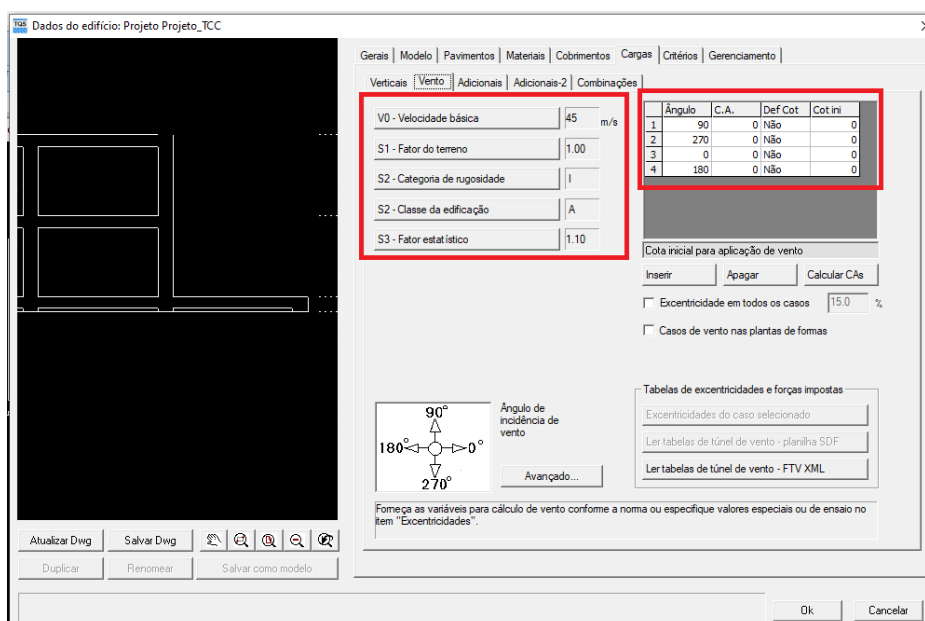 TQS Dados do edifício: Projeto Projeto_TCC
Gerais Modelo Pavimentos Materiais Cobrimentos Cargas Critérios Gerenciamento
Verticais Vento Adicionais Adicionais-2 Combinações
V0 - Velocidade básica 45 m/s
S1 - Fator do terreno 1.00
S2 - Categoria de rugosidade I
S2 - Classe da edificação A
S3 - Fator estatístico 1.10
Ângulo C.A. Def Cot Cot ini
1 90 0 Não 0
2 270 0 Não 0
3 0 0 Não 0
4 180 0 Não 0
Cota inicial para aplicação de vento
Inserir Apagar Calcular CAs
Excentricidade em todos os casos 15.0 %
Casos de vento nas plantas de formas
90°
180° 0°
270°
Ângulo de
incidência de
vento
Avançado...
Tabelas de excentricidades e forças impostas
Excentricidades do caso selecionado
Ler tabelas de túnel de vento - planilha SDF
Ler tabelas de túnel de vento - FTV XML
Forneça as variáveis para cálculo de vento conforme a norma ou especifique valores especiais ou de ensaio no
item "Excentricidades".
Atualizar Dwg Salvar Dwg
Duplicar Renomear Salvar como modelo
Ok Cancelar